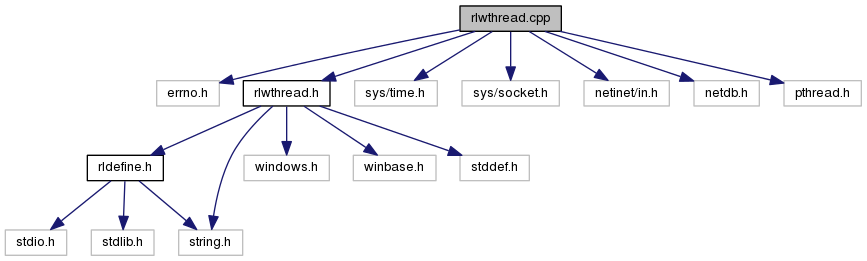 rlwthread.cpp
errno.h
rlwthread.h
sys/time.h
sys/socket.h
netinet/in.h
netdb.h
pthread.h
rldefine.h
windows.h
winbase.h
stddef.h
stdio.h
stdlib.h
string.h